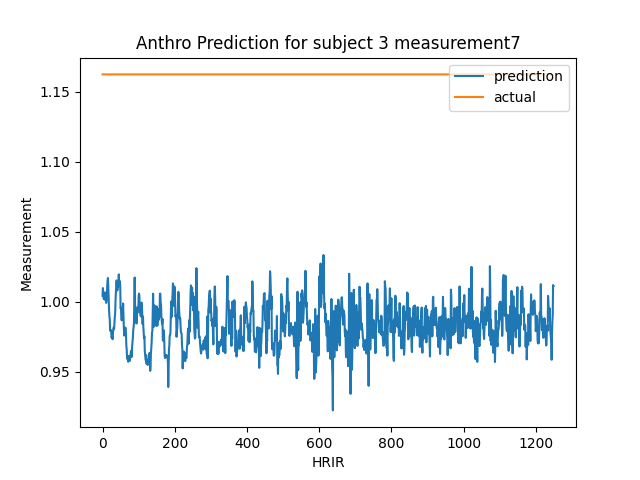 Anthro Prediction for subject 3 measurement7
prediction
actual
1.15
1.10
1.05
1.00
0.95
Measurement
0 200 400 600 800 1000 1200
HRIR